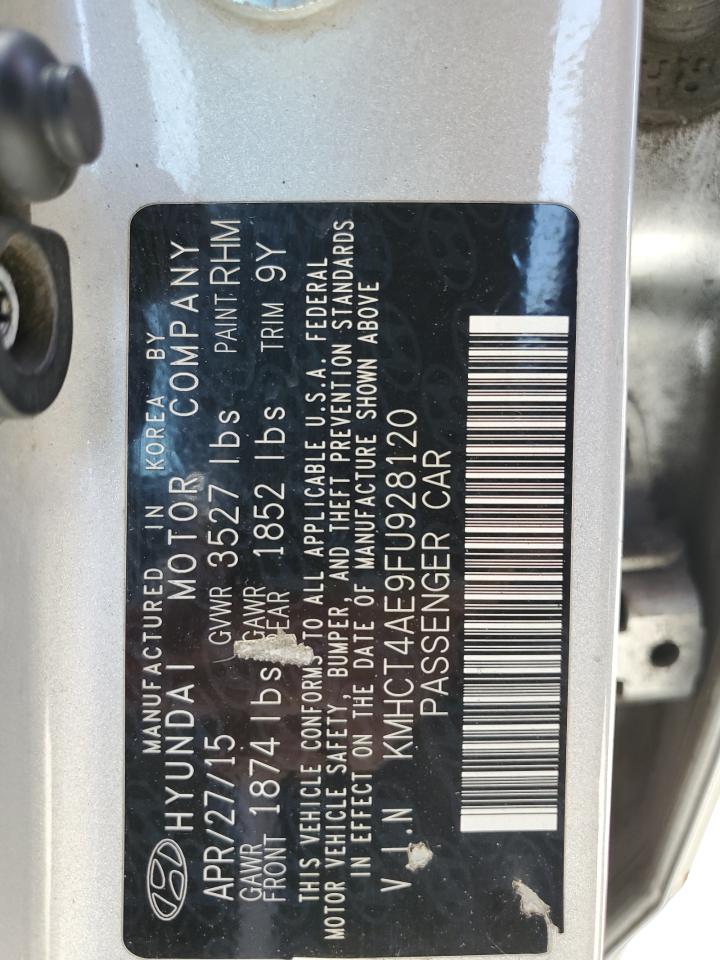 MANUFACTURED IN KOREA BY
HYUNDAI MOTOR COMPANY
APR/27/15 GVWR 3527 lbs PAINT RHM
GAWR FRONT 1874 lbs GAWR REAR 1852 lbs TRIM 9Y
THIS VEHICLE CONFORMS TO ALL APPLICABLE U.S.A. FEDERAL
MOTOR VEHICLE SAFETY, BUMPER, AND THEFT PREVENTION STANDARDS
IN EFFECT ON THE DATE OF MANUFACTURE SHOWN ABOVE
V.I.N KMHCT4AE9FU928120
PASSENGER CAR